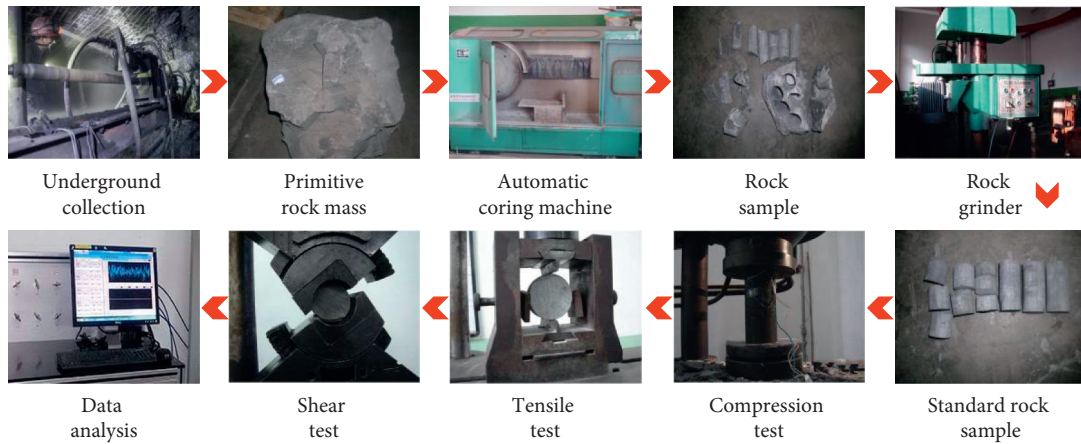 Underground
collection
Primitive
rock mass
Automatic
coring machine
Rock
sample
Rock
grinder
Data
analysis
Shear
test
Tensile
test
Compression
test
Standard rock
sample